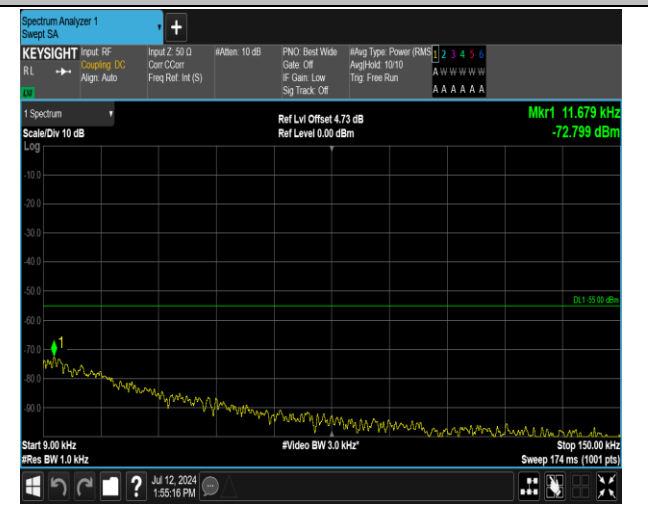 Spectrum Analyzer 1
Swept SA
+
KEYSIGHT
RL
Input: RF
Coupling: DC
Align: Auto
Input Z: 50 Ω
Corr CCorr
Freq Ref: Int (S)
#Atten: 10 dB
PNO: Best Wide
Gate: Off
IF Gain: Low
Sig Track: Off
#Avg Type: Power (RMS
Avg|Hold: 10/10
Trig: Free Run
1 2 3 4 5 6
A W W W W W
A A A A A A
LVI
1 Spectrum
Scale/Div 10 dB
Ref Lvl Offset 4.73 dB
Ref Level 0.00 dBm
Mkr1 11.679 kHz
-72.799 dBm
Log
-10.0
-20.0
-30.0
-40.0
-50.0
DL1 -55.00 dBm
-60.0
1
-70.0
-80.0
-90.0
Start 9.00 kHz
#Video BW 3.0 kHz*
Stop 150.00 kHz
#Res BW 1.0 kHz
Sweep 174 ms (1001 pts)
?
Jul 12, 2024
1:55:16 PM